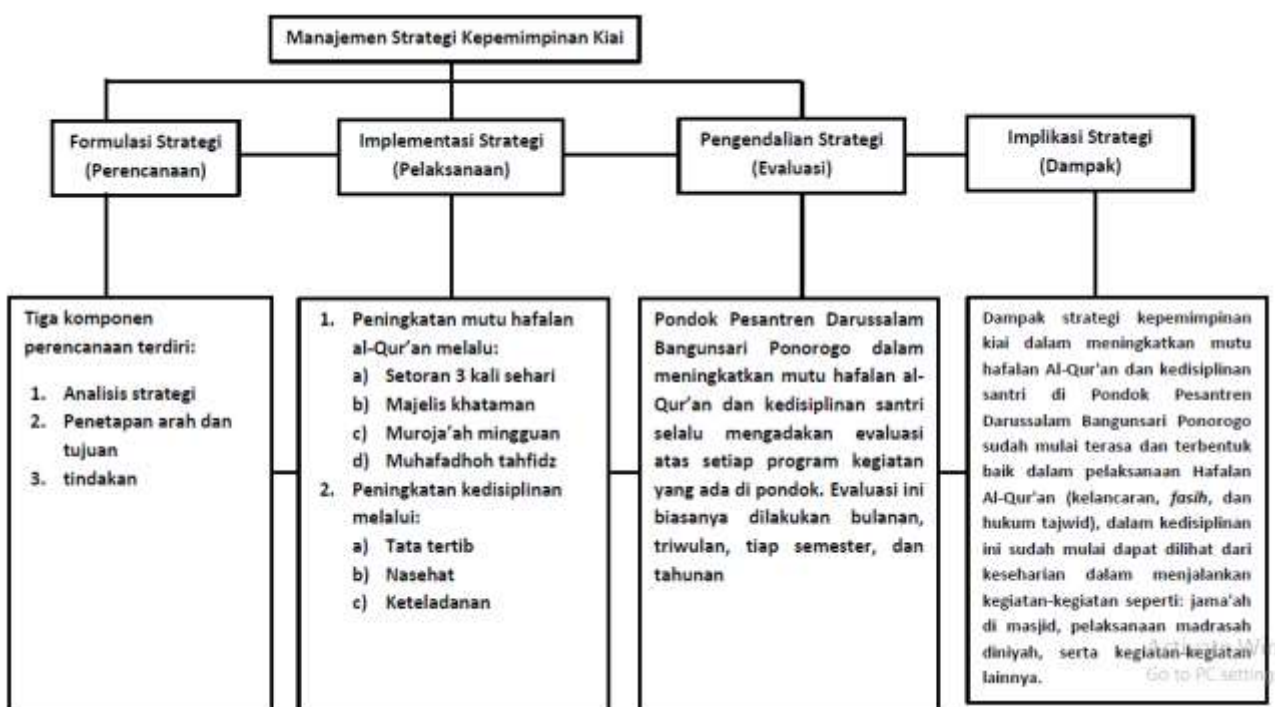 Manajemen Strategi Kepemimpinan Kiai
Formulasi Strategi
(Perencanaan)
Implementasi Strategi
(Pelaksanaan)
Pengendalian Strategi
(Evaluasi)
Implikasi Strategi
(Dampak)
Tiga komponen
perencanaan terdiri:
1. Analisis strategi
2. Penetapan arah dan
tujuan
3. tindakan
1. Peningkatan mutu hafalan
al-Qur'an melalu:
a) Setoran 3 kali sehari
b) Majelis khataman
c) Muroja'ah mingguan
d) Muhafadhoh tahfidz
2. Peningkatan kedisiplinan
melalui:
a) Tata tertib
b) Nasehat
c) Keteladanan
Pondok Pesantren Darussalam
Bangunsari Ponorogo dalam
meningkatkan mutu hafalan al-
Qur'an dan kedisiplinan santri
selalu mengadakan evaluasi
atas setiap program kegiatan
yang ada di pondok. Evaluasi ini
biasanya dilakukan bulanan,
triwulan, tiap semester, dan
tahunan
Dampak strategi kepemimpinan
kiai dalam meningkatkan mutu
hafalan Al-Qur'an dan kedisiplinan
santri di Pondok Pesantren
Darussalam Bangunsari Ponorogo
sudah mulai terasa dan terbentuk
baik dalam pelaksanaan Hafalan
Al-Qur'an (kelancaran, fasih, dan
hukum tajwid), dalam kedisiplinan
ini sudah mulai dapat dilihat dari
keseharian dalam menjalankan
kegiatan-kegiatan seperti: jama'ah
di masjid, pelaksanaan madrasah
diniyah, serta kegiatan-kegiatan
lainnya.
Activate Wi
Go to PC setting